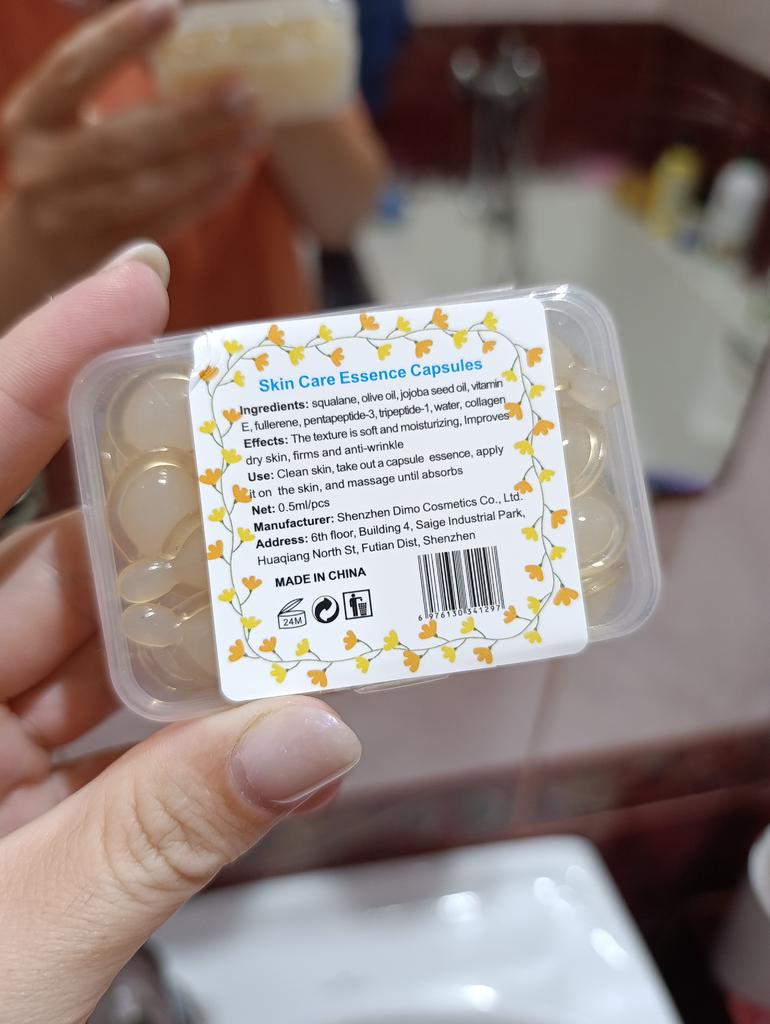 Skin Care Essence Capsules
Ingredients: squalane, olive oil, jojoba seed oil, vitamin
E, fullerene, pentapeptide-3, tripeptide-1, water, collagen
Effects: The texture is soft and moisturizing, Improves
dry skin, firms and anti-wrinkle
Use: Clean skin, take out a capsule essence, apply
it on the skin, and massage until absorbs
Net: 0.5ml/pcs
Manufacturer: Shenzhen Dimo Cosmetics Co., Ltd.
Address: 6th floor, Building 4, Saige Industrial Park,
Huaqiang North St, Futian Dist, Shenzhen
MADE IN CHINA
24M
6 976130 341297